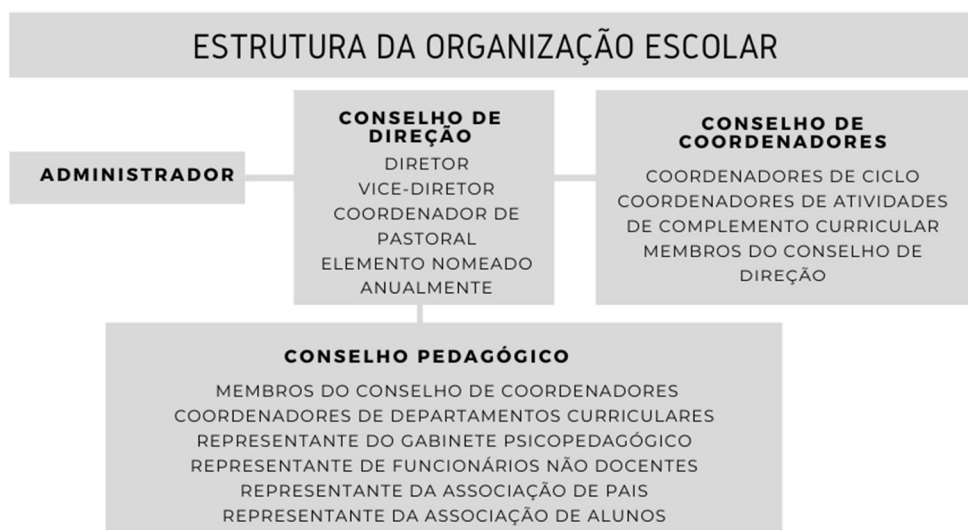 ESTRUTURA DA ORGANIZAÇÃO ESCOLAR
ADMINISTRADOR
CONSELHO DE
DIREÇÃO
DIRETOR
VICE-DIRETOR
COORDENADOR DE
PASTORAL
ELEMENTO NOMEADO
ANUALMENTE
CONSELHO DE
COORDENADORES
COORDENADORES DE CICLO
COORDENADORES DE ATIVIDADES
DE COMPLEMENTO CURRICULAR
MEMBROS DO CONSELHO DE
DIREÇÃO
CONSELHO PEDAGÓGICO
MEMBROS DO CONSELHO DE COORDENADORES
COORDENADORES DE DEPARTAMENTOS CURRICULARES
REPRESENTANTE DO GABINETE PSICOPEDAGÓGICO
REPRESENTANTE DE FUNCIONÁRIOS NÃO DOCENTES
REPRESENTANTE DA ASSOCIAÇÃO DE PAIS
REPRESENTANTE DA ASSOCIAÇÃO DE ALUNOS